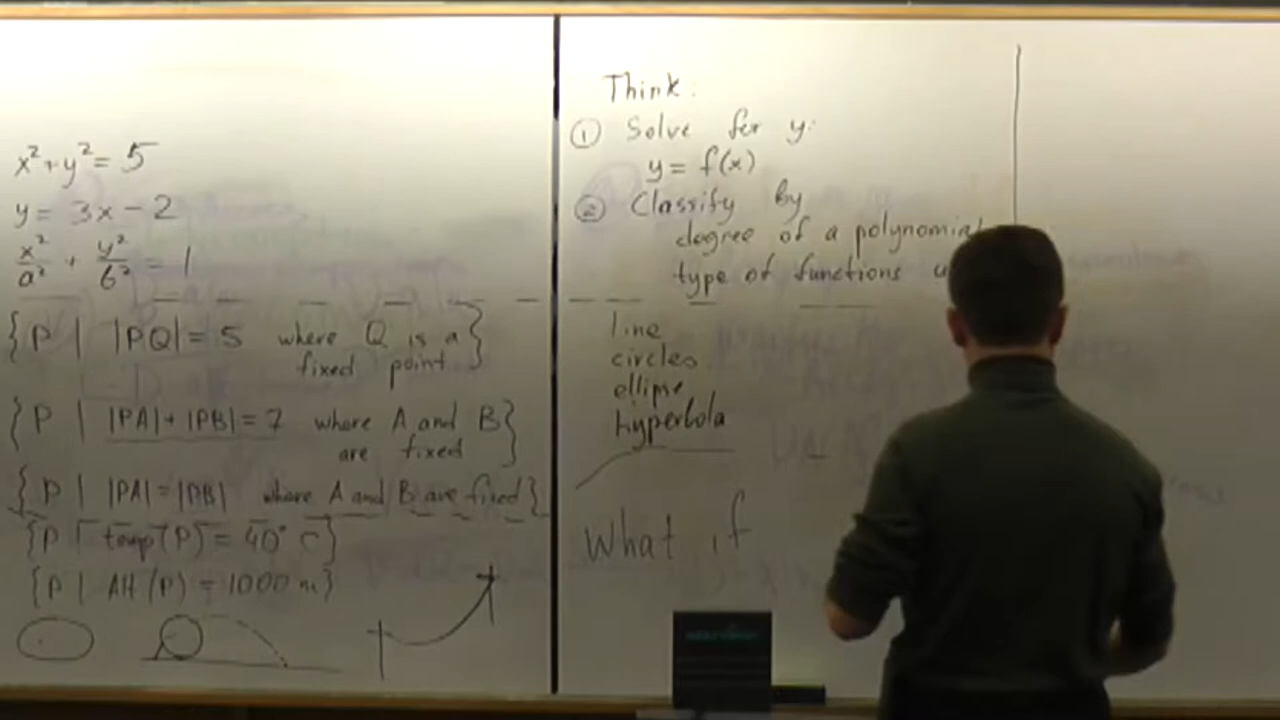 x² + y² = 5
y = 3x - 2
x²/a² + y²/b² = 1
{P | |PQ| = 5 where Q is a
fixed point}
{P | |PA| + |PB| = 7 where A and B
are fixed}
{P | |PA| = |PB| where A and B are fixed}
{P | temp(P) = 40° C}
{P | Alt(P) = 1000 m}
Think:
① Solve for y:
y = f(x)
② Classify by
degree of a polynomial
type of functions
line
circles
ellipse
hyperbola
What if